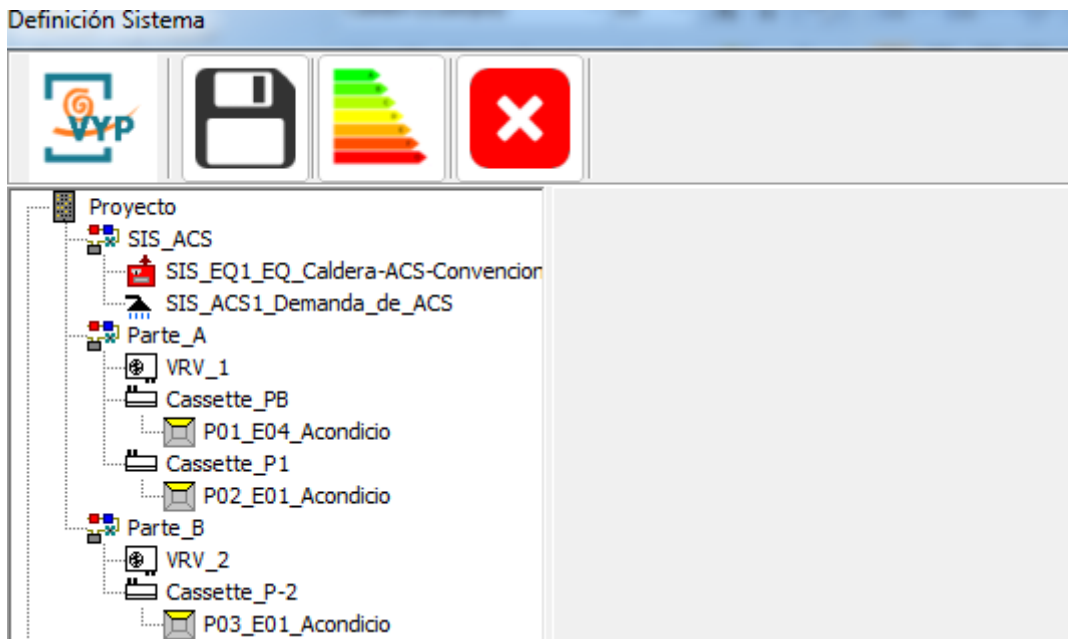 Definición Sistema
VYP
Proyecto
SIS_ACS
SIS_EQ1_EQ_Caldera-ACS-Convencion
SIS_ACS1_Demanda_de_ACS
Parte_A
VRV_1
Cassette_PB
P01_E04_Acondicio
Cassette_P1
P02_E01_Acondicio
Parte_B
VRV_2
Cassette_P-2
P03_E01_Acondicio